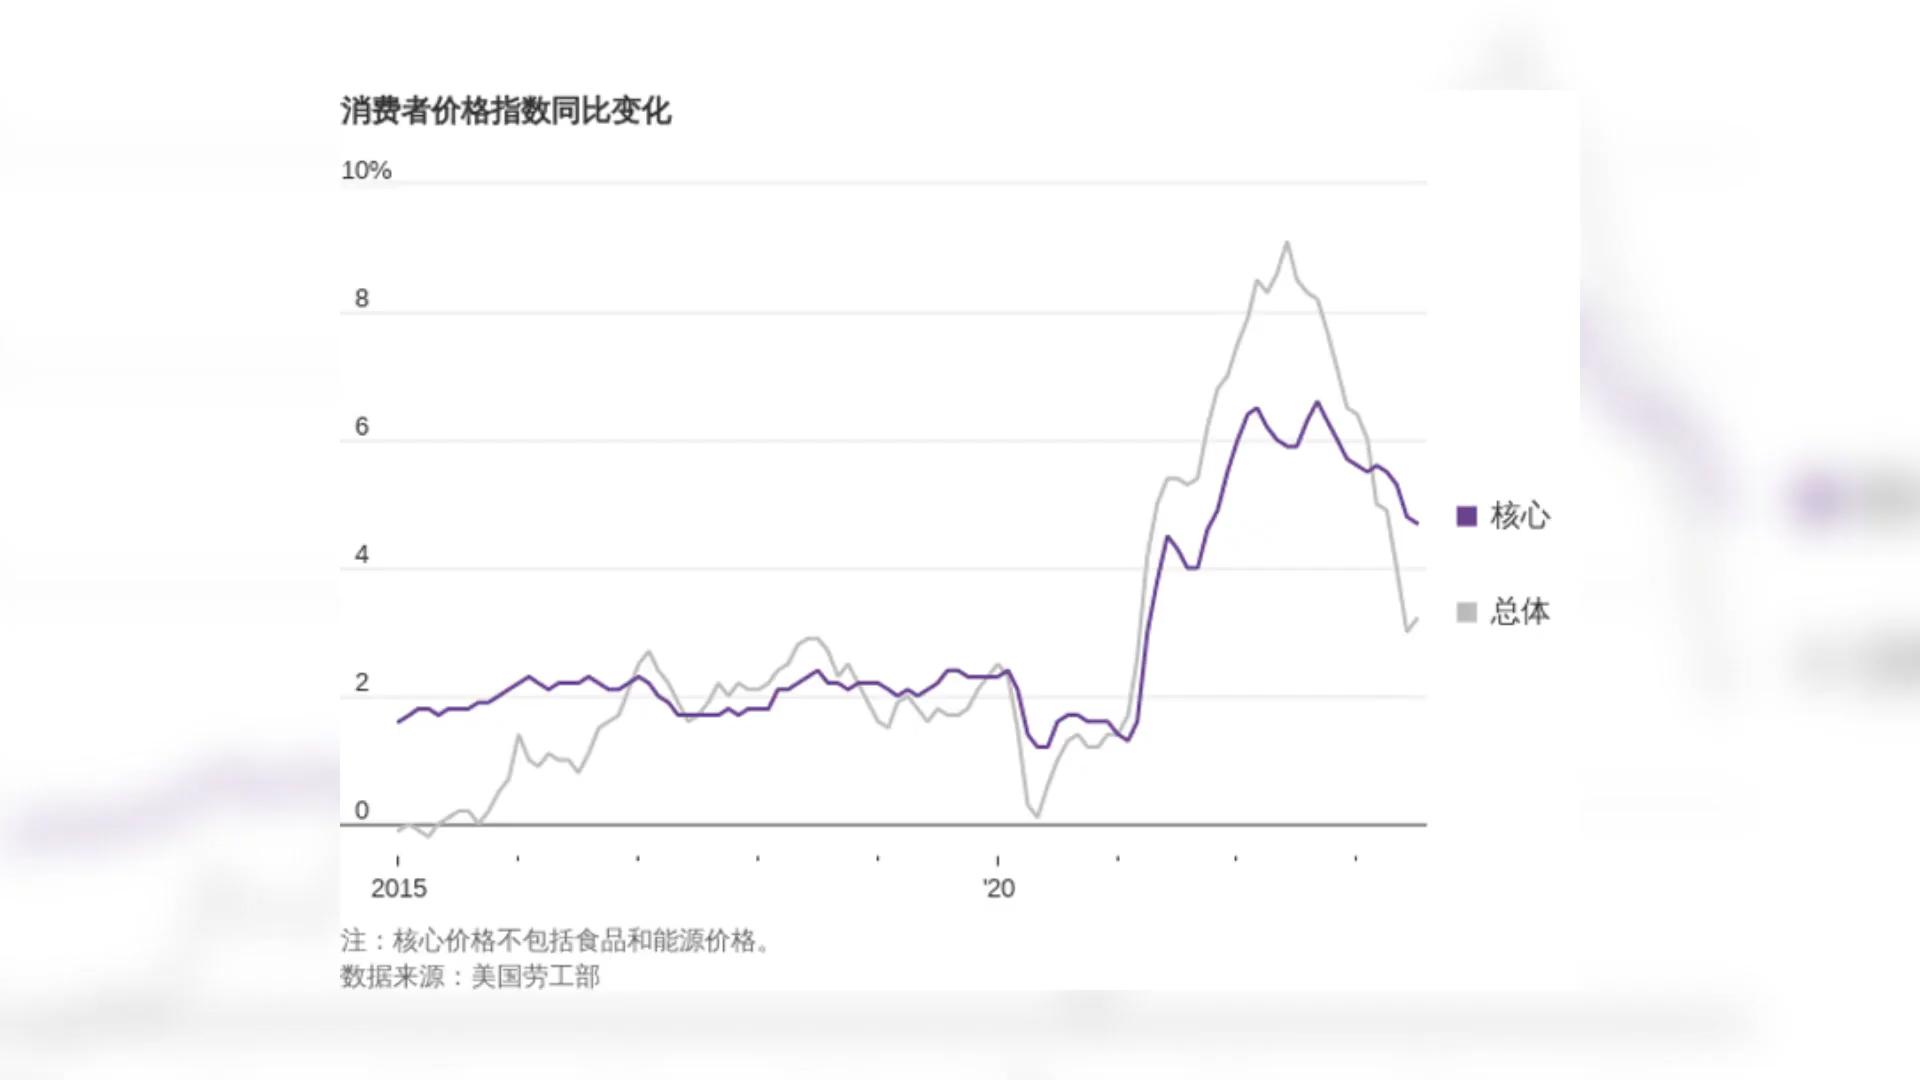 消费者价格指数同比变化
10%
8
6
4
2
0
核心
总体
2015
'20
注：核心价格不包括食品和能源价格。
数据来源：美国劳工部